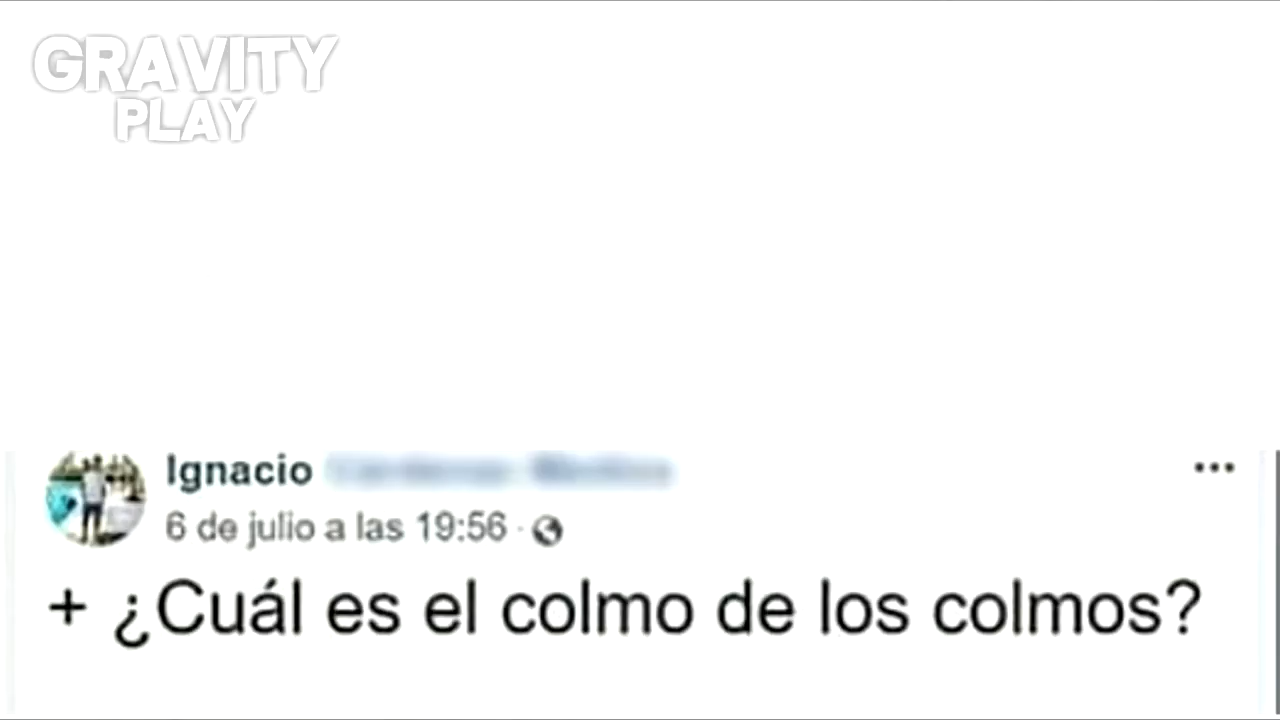 GRAVITY
PLAY
Ignacio
6 de julio a las 19:56 ·
+ ¿Cuál es el colmo de los colmos?